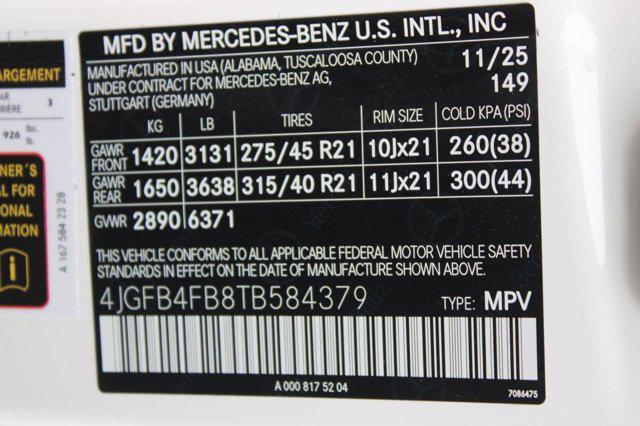 MFD BY MERCEDES-BENZ U.S. INTL., INC
MANUFACTURED IN USA (ALABAMA, TUSCALOOSA COUNTY) 11/25
UNDER CONTRACT FOR MERCEDES-BENZ AG, 149
STUTTGART (GERMANY)
KG LB TIRES RIM SIZE COLD KPA (PSI)
GAWR FRONT 1420 3131 275/45 R21 10Jx21 260(38)
GAWR REAR 1650 3638 315/40 R21 11Jx21 300(44)
GVWR 2890 6371
THIS VEHICLE CONFORMS TO ALL APPLICABLE FEDERAL MOTOR VEHICLE SAFETY
STANDARDS IN EFFECT ON THE DATE OF MANUFACTURE SHOWN ABOVE.
4JGFB4FB8TB584379 TYPE: MPV
A 000 817 52 04
7086475
ARGEMENT
AR 3
RIÈRE
926 lbs.
lb.
NER´S
AL FOR
ONAL
MATION
A 167 584 23 28